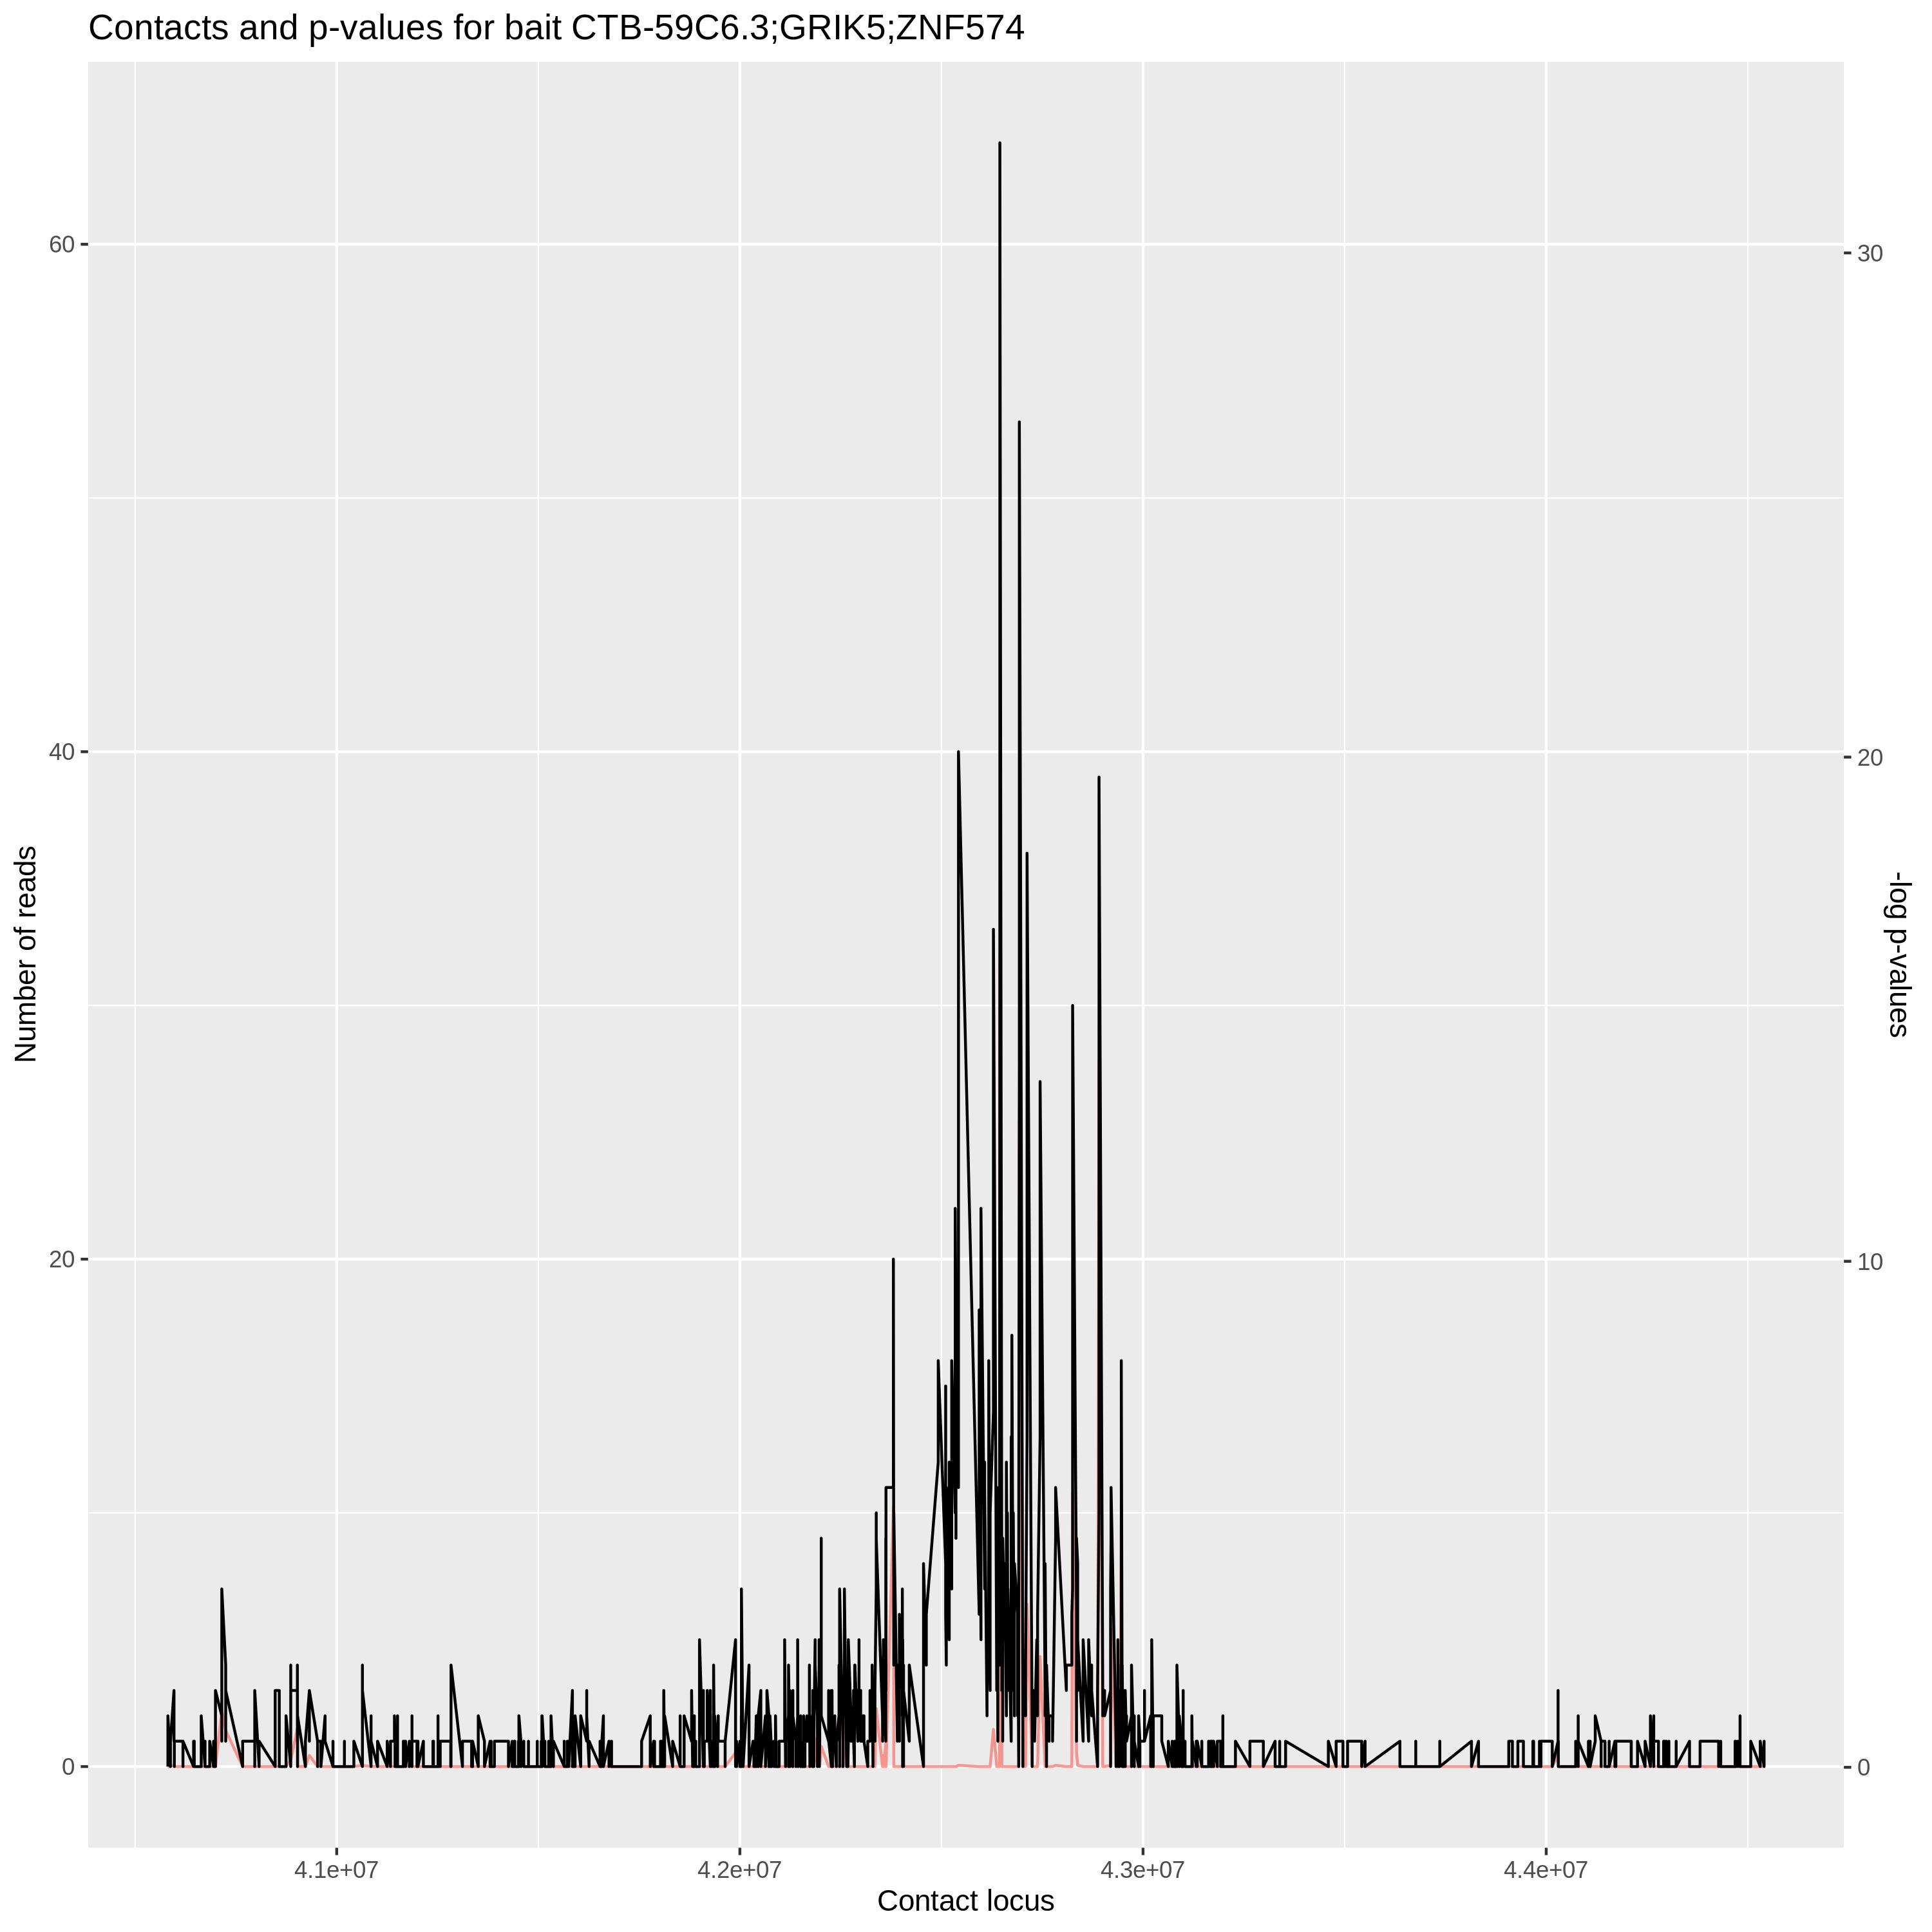 Contacts and p-values for bait CTB-59C6.3;GRIK5;ZNF574
60
40
20
0
Number of reads
30
20
10
0
-log p-values
4.1e+07
4.2e+07
4.3e+07
4.4e+07
Contact locus